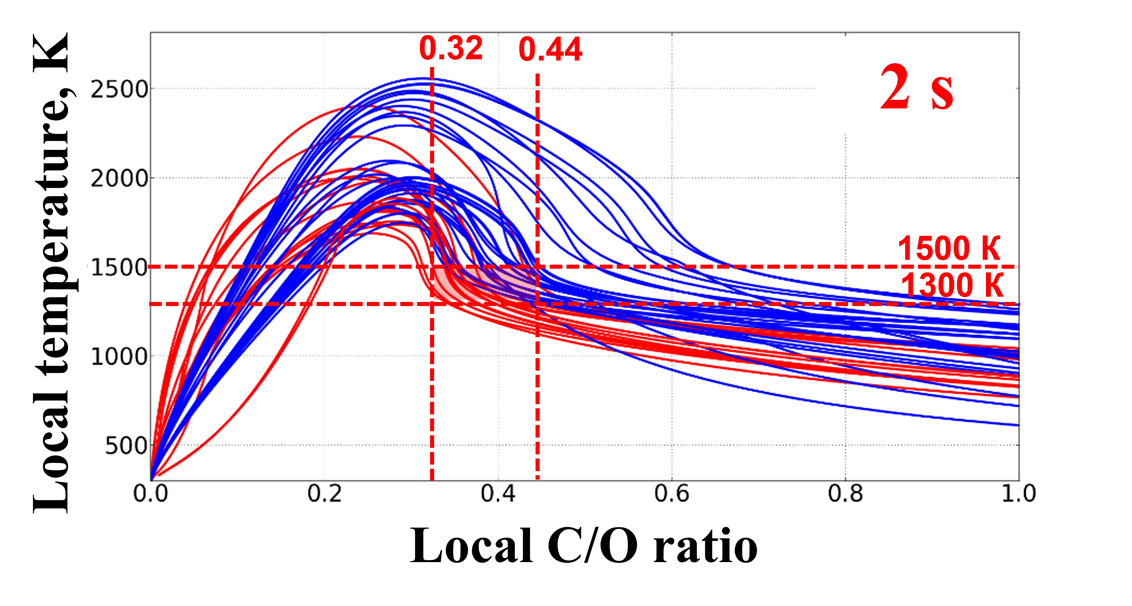 0.32 0.44
2 s
Local temperature, K
2500
2000
1500
1000
500
1500 К
1300 К
0.0 0.2 0.4 0.6 0.8 1.0
Local C/O ratio